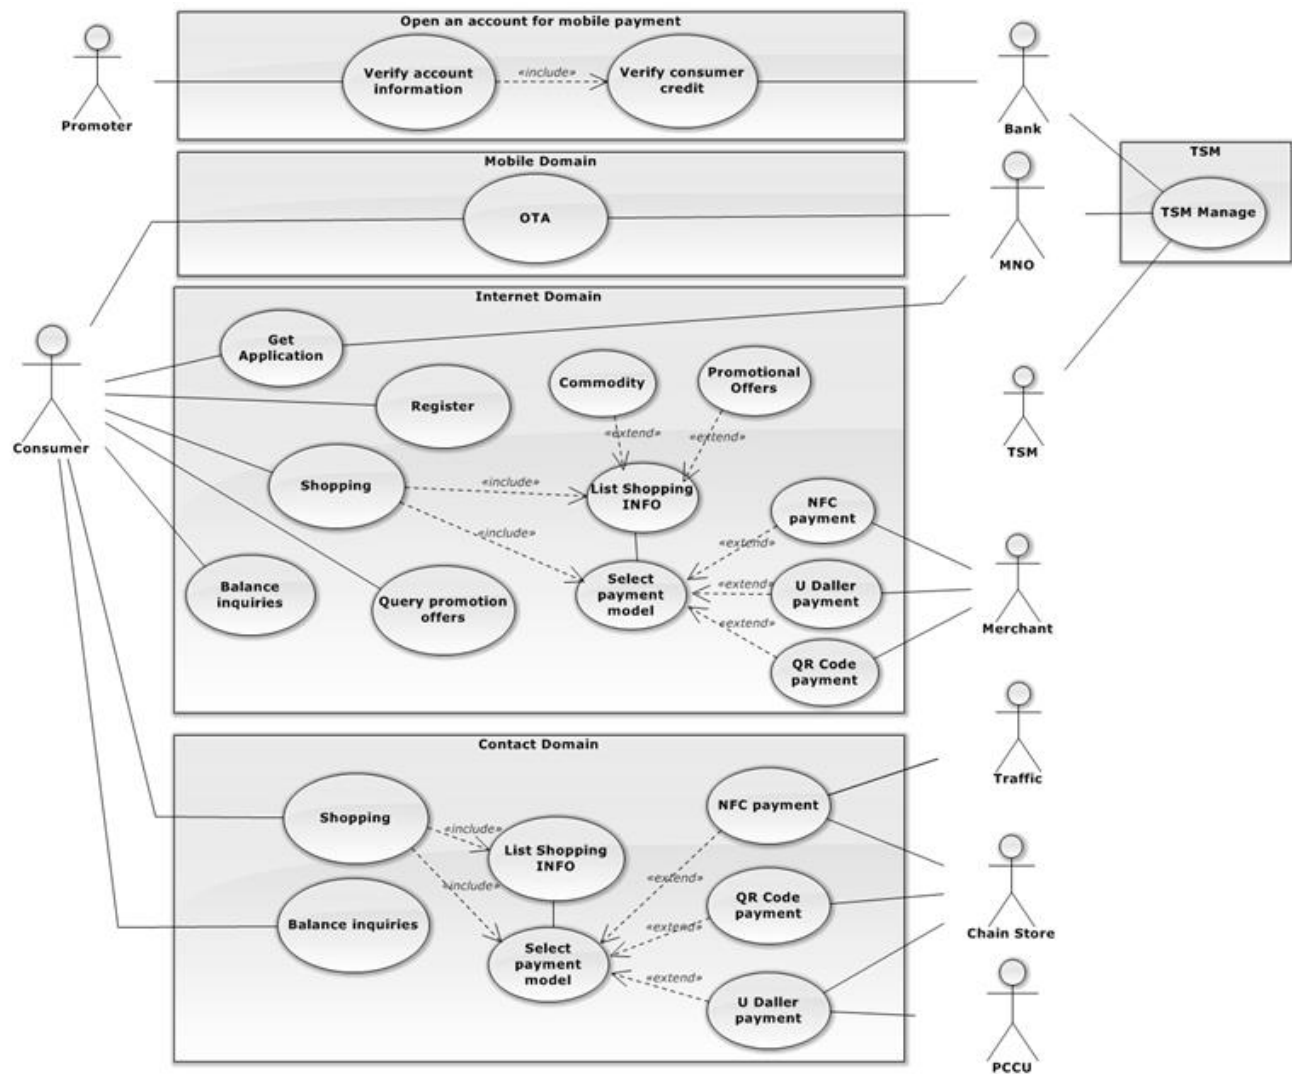 Open an account for mobile payment
Promoter
Verify account
information
«include»
Verify consumer
credit
Bank
Mobile Domain
OTA
MNO
TSM
TSM Manage
TSM
Internet Domain
Consumer
Get
Application
Register
Commodity
Promotional
Offers
«extend»
«extend»
Shopping
«include»
«include»
List Shopping
INFO
NFC
payment
«extend»
Balance
inquiries
Query promotion
offers
Select
payment
model
«extend»
U Daller
payment
«extend»
QR Code
payment
Merchant
Traffic
Contact Domain
Shopping
«include»
«include»
List Shopping
INFO
NFC payment
«extend»
Balance inquiries
Select
payment
model
«extend»
QR Code
payment
«extend»
U Daller
payment
Chain Store
PCCU